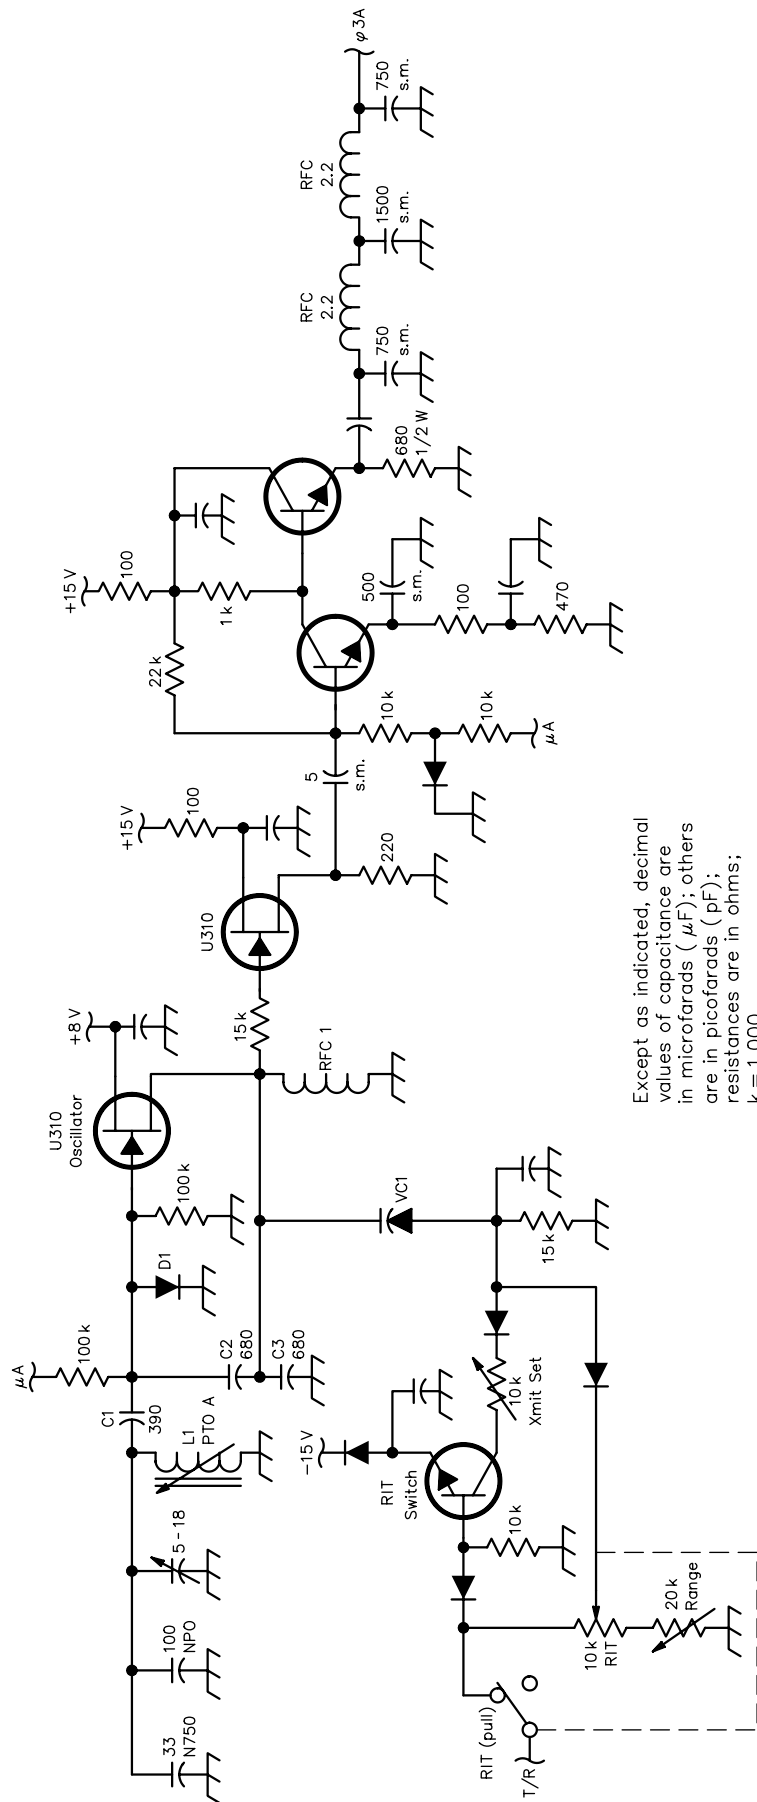 φ3A
750
s.m.
RFC
2.2
1500
s.m.
RFC
2.2
750
s.m.
680
1/2 W
+15 V
100
1 k
22 k
500
s.m.
100
470
10 k
10 k
μA
5
s.m.
+15 V
100
U310
220
15 k
RFC 1
+8 V
U310
Oscillator
100 k
D1
μA
100 k
C1
390
C2
680
C3
680
VC1
15 k
L1
PTO A
5 - 18
100
NPO
33
N750
-15 V
RIT
Switch
10 k
Xmit Set
10 k
10 k
RIT
20 k
Range
RIT (pull)
T/R
Except as indicated, decimal
values of capacitance are
in microfarads ( μF); others
are in picofarads ( pF);
resistances are in ohms;
k = 1,000